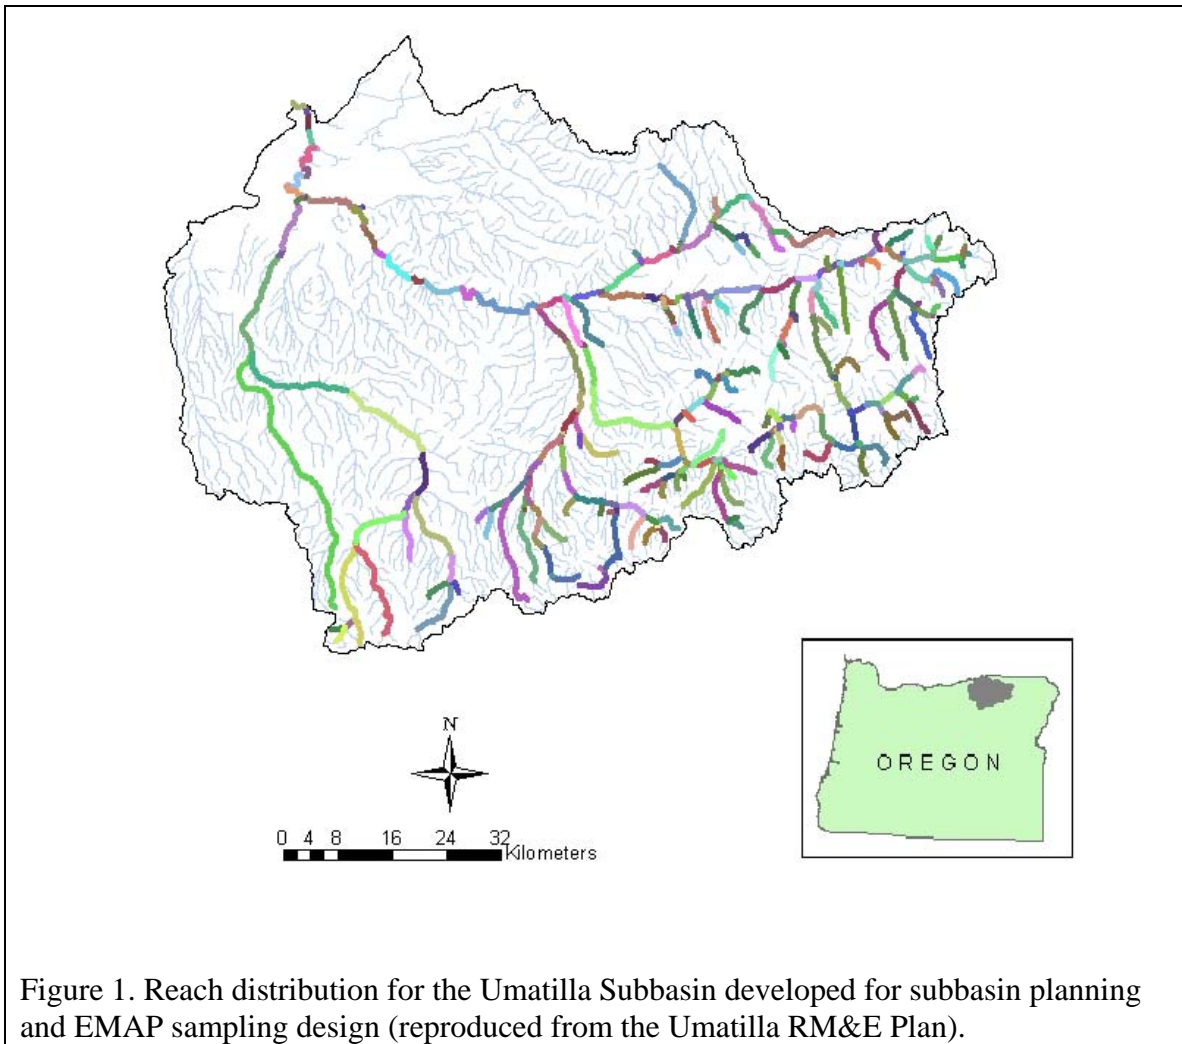 OREGON
N
0 4 8 16 24 32
Kilometers
Figure 1. Reach distribution for the Umatilla Subbasin developed for subbasin planning
and EMAP sampling design (reproduced from the Umatilla RM&E Plan).